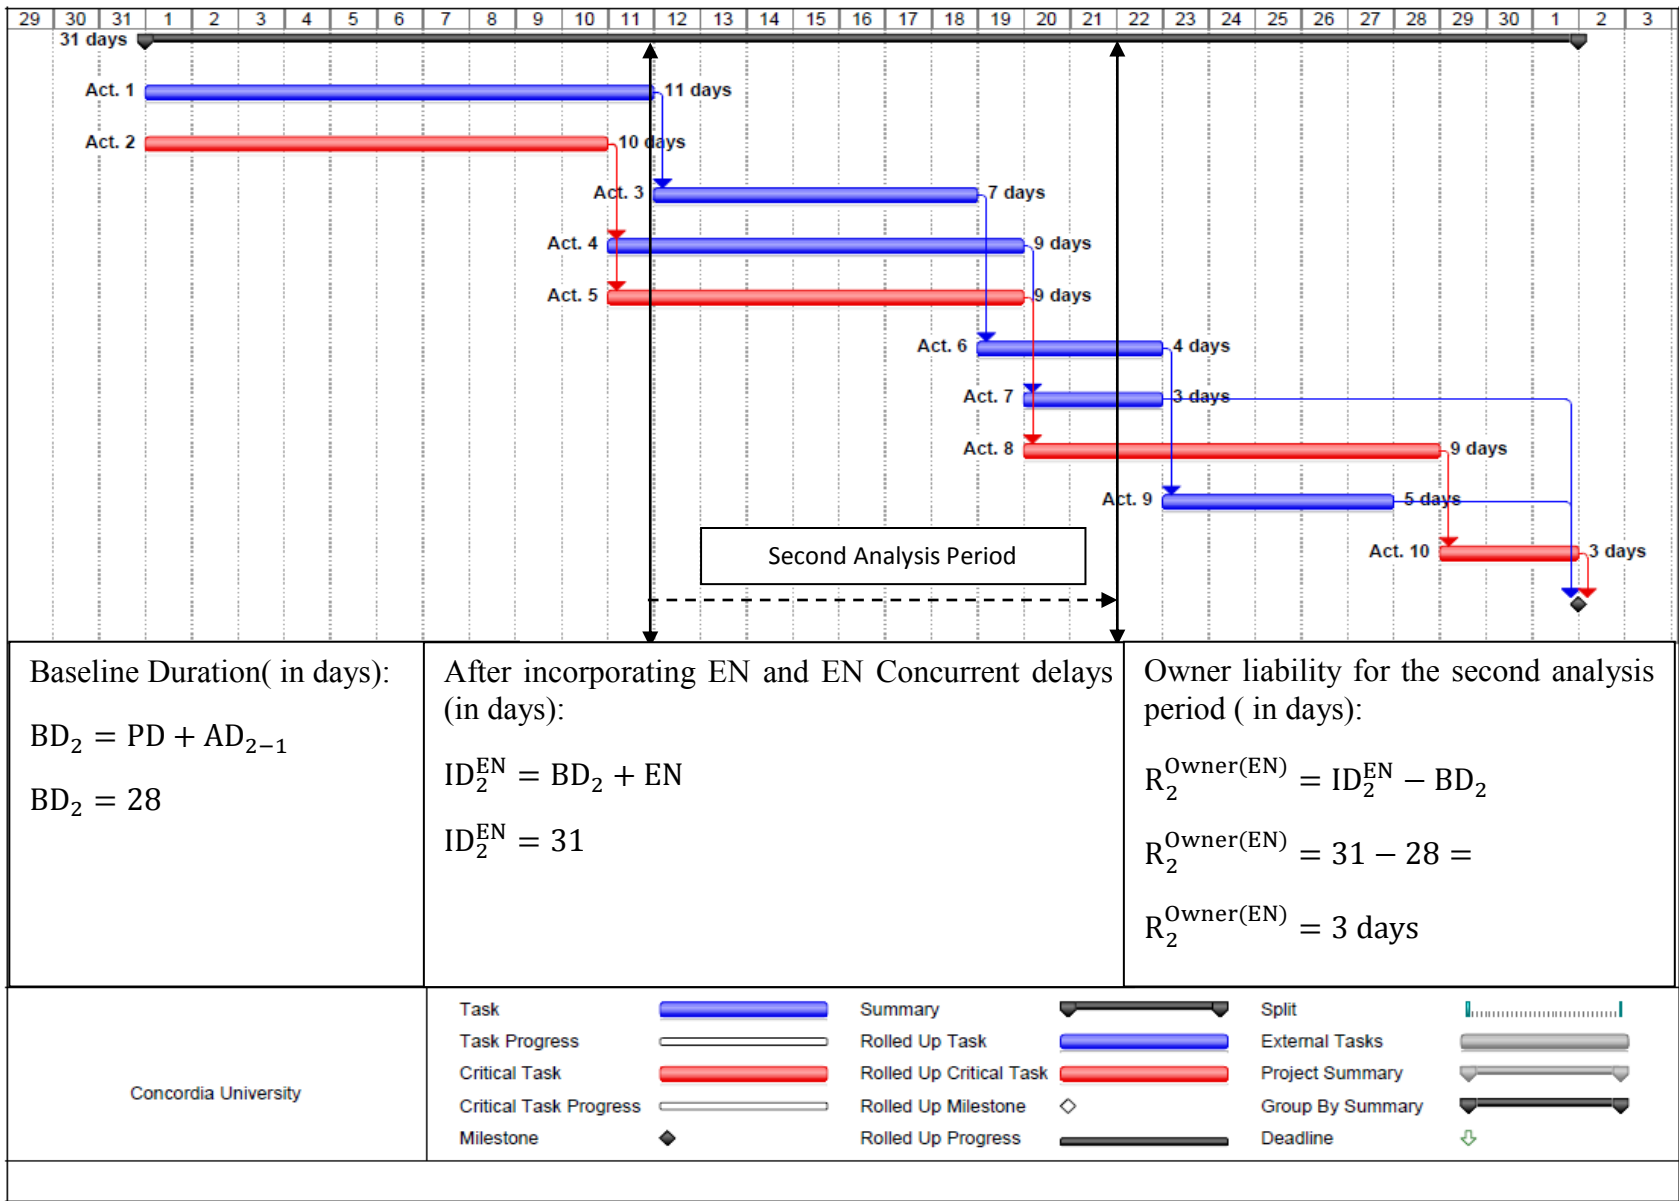 29 30 31 1 2 3 4 5 6 7 8 9 10 11 12 13 14 15 16 17 18 19 20 21 22 23 24 25 26 27 28 29 30 1 2 3
31 days
Act. 1 11 days
Act. 2 10 days
Act. 3 7 days
Act. 4 9 days
Act. 5 9 days
Act. 6 4 days
Act. 7 3 days
Act. 8 9 days
Act. 9 5 days
Act. 10 3 days
Second Analysis Period
Baseline Duration( in days):
BD₂ = PD + AD₂₋₁
BD₂ = 28
After incorporating EN and EN Concurrent delays
(in days):
ID₂^EN = BD₂ + EN
ID₂^EN = 31
Owner liability for the second analysis
period ( in days):
R₂^Owner(EN) = ID₂^EN − BD₂
R₂^Owner(EN) = 31 − 28 =
R₂^Owner(EN) = 3 days
Concordia University
Task Summary Split
Task Progress Rolled Up Task External Tasks
Critical Task Rolled Up Critical Task Project Summary
Critical Task Progress Rolled Up Milestone Group By Summary
Milestone Rolled Up Progress Deadline